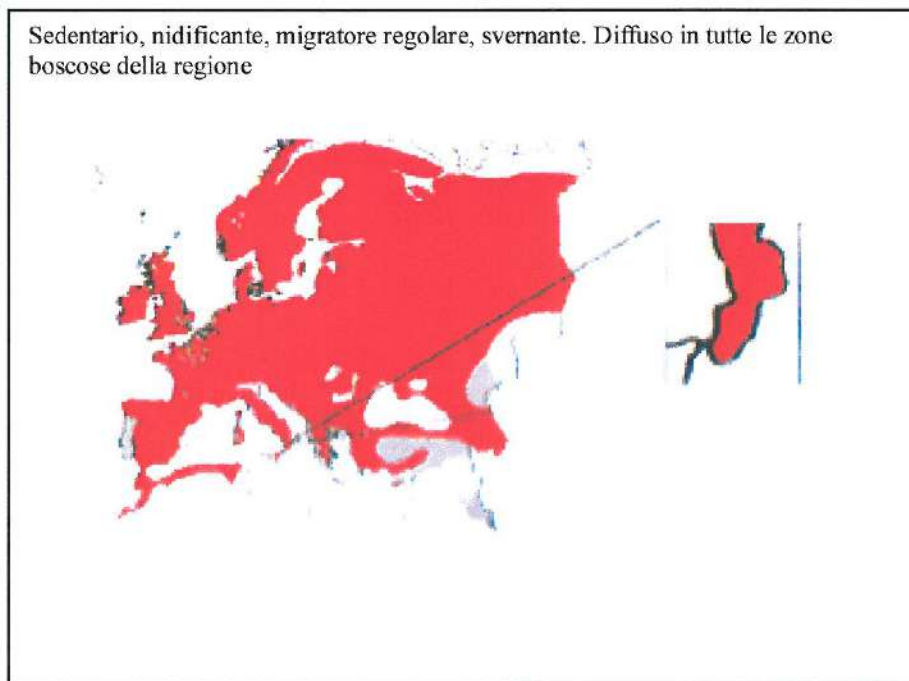 Sedentario, nidificante, migratore regolare, svernante. Diffuso in tutte le zone
boscose della regione